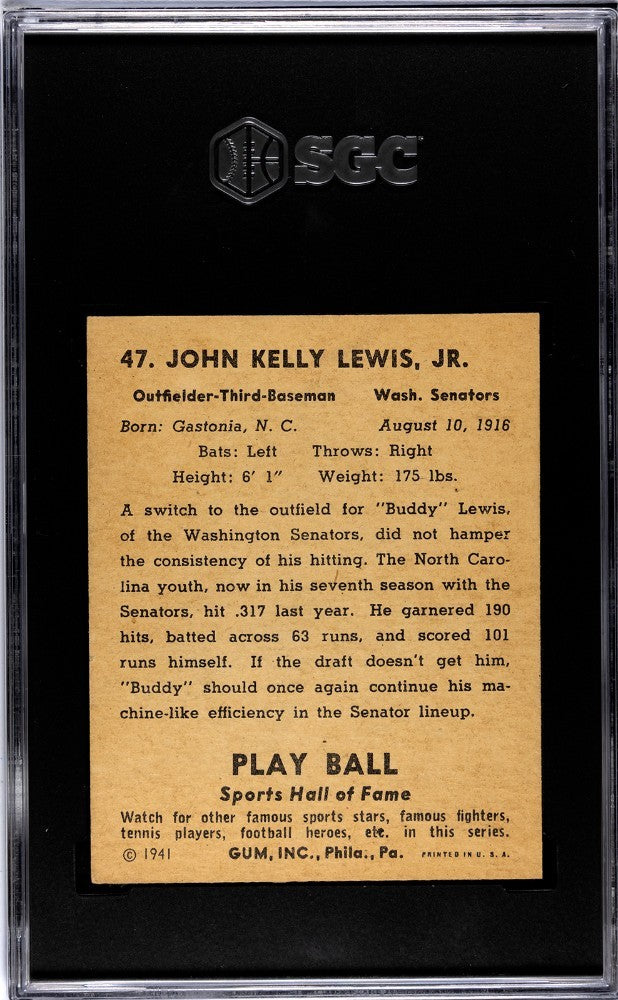 SGC
47. JOHN KELLY LEWIS, JR.
Outfielder-Third-Baseman Wash. Senators
Born: Gastonia, N. C. August 10, 1916
Bats: Left Throws: Right
Height: 6' 1" Weight: 175 lbs.
A switch to the outfield for "Buddy" Lewis,
of the Washington Senators, did not hamper
the consistency of his hitting. The North Caro-
lina youth, now in his seventh season with the
Senators, hit .317 last year. He garnered 190
hits, batted across 63 runs, and scored 101
runs himself. If the draft doesn't get him,
"Buddy" should once again continue his ma-
chine-like efficiency in the Senator lineup.
PLAY BALL
Sports Hall of Fame
Watch for other famous sports stars, famous fighters,
tennis players, football heroes, etc. in this series.
© 1941 GUM, INC., Phila., Pa. PRINTED IN U. S. A.